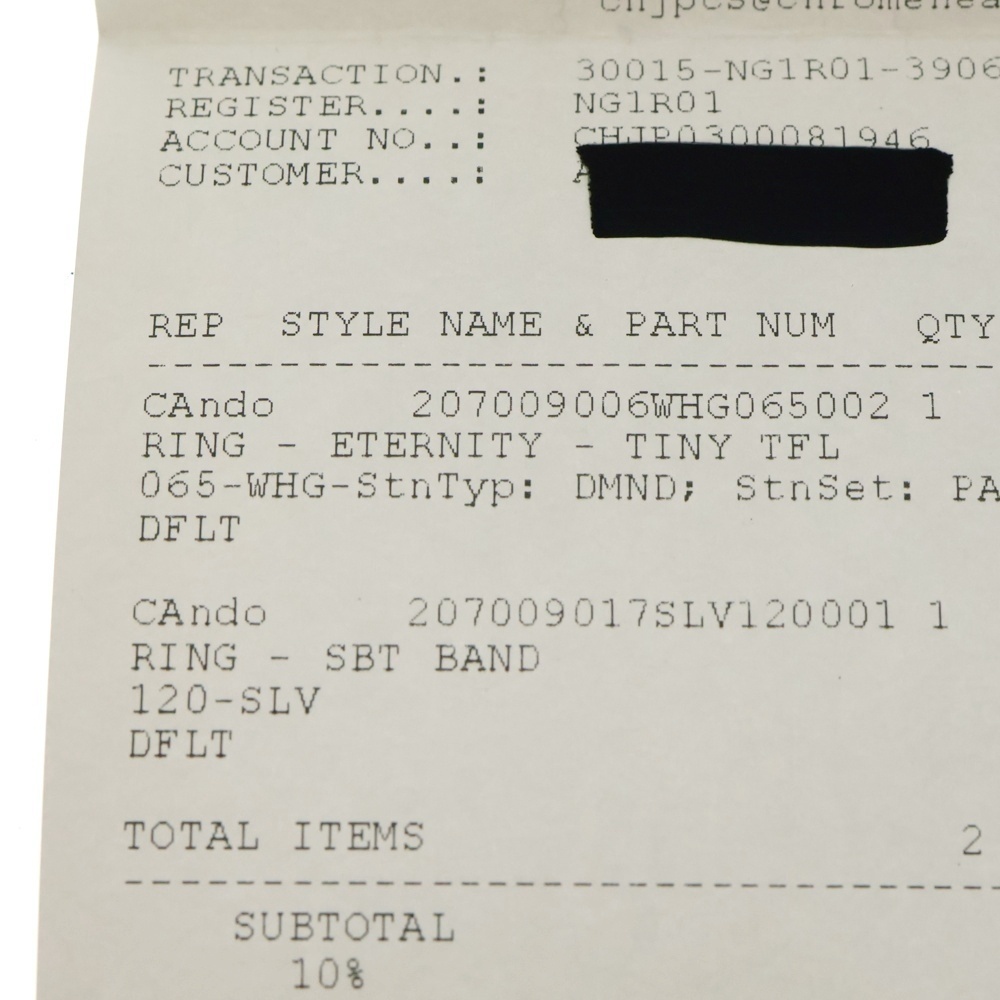 TRANSACTION.: 30015-NG1R01-3906
REGISTER....: NG1R01
ACCOUNT NO..: CHJP0300081946
CUSTOMER....:
REP STYLE NAME & PART NUM QTY
CAndo 207009006WHG065002 1
RING - ETERNITY - TINY TFL
065-WHG-StnTyp: DMND; StnSet: PA
DFLT
CAndo 207009017SLV120001 1
RING - SBT BAND
120-SLV
DFLT
TOTAL ITEMS 2
SUBTOTAL
10%